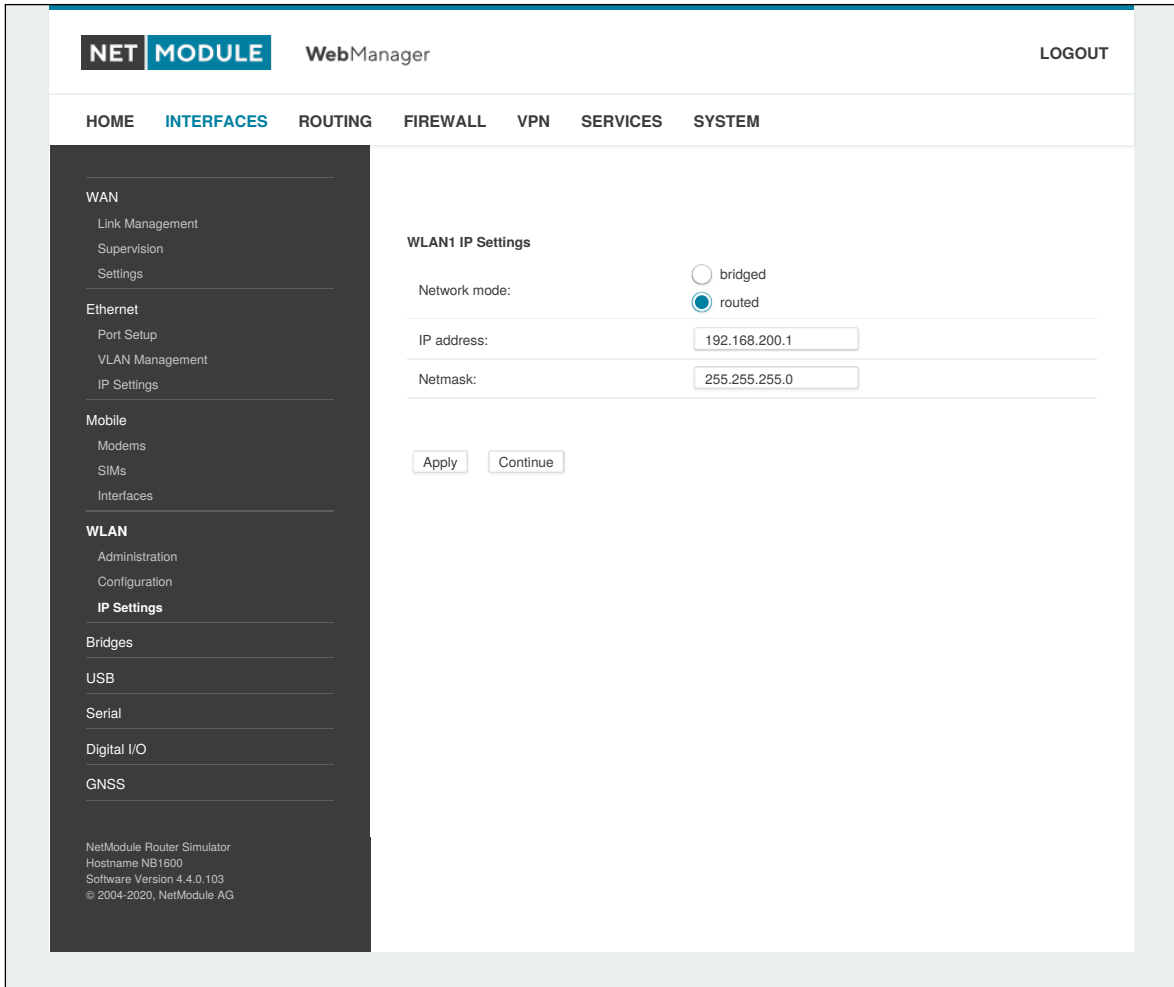 NET MODULE WebManager LOGOUT
HOME INTERFACES ROUTING FIREWALL VPN SERVICES SYSTEM
WAN
Link Management
Supervision
Settings
Ethernet
Port Setup
VLAN Management
IP Settings
Mobile
Modems
SIMs
Interfaces
WLAN
Administration
Configuration
IP Settings
Bridges
USB
Serial
Digital I/O
GNSS
NetModule Router Simulator
Hostname NB1600
Software Version 4.4.0.103
© 2004-2020, NetModule AG
WLAN1 IP Settings
Network mode:
bridged
routed
IP address: 192.168.200.1
Netmask: 255.255.255.0
Apply Continue